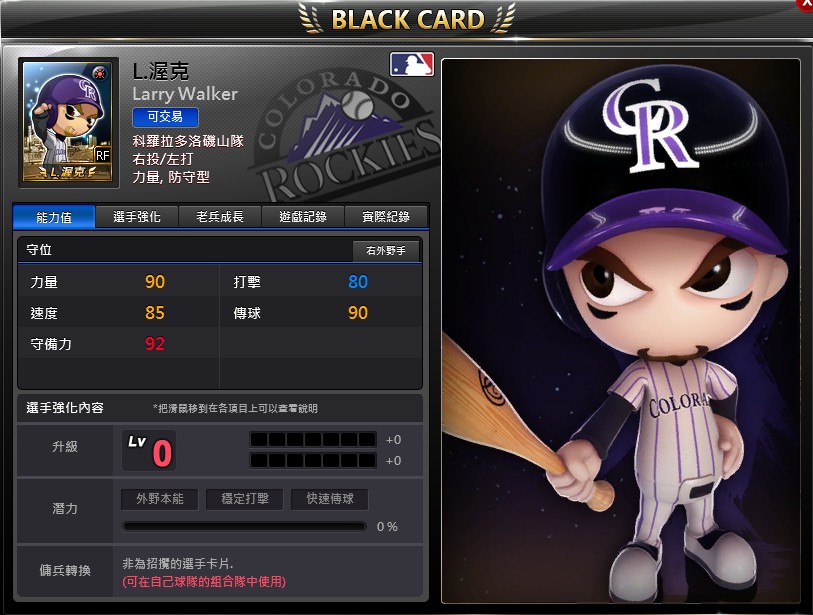 BLACK CARD
X
L.渥克
Larry Walker
可交易
科羅拉多洛磯山隊
右投/左打
力量, 防守型
RF
L.渥克
COLORADO
ROCKIES
能力值 選手強化 老兵成長 遊戲記錄 實際紀錄
守位 右外野手
力量 90 打擊 80
速度 85 傳球 90
守備力 92
選手強化內容 *把滑鼠移到在各項目上可以查看說明
升級 Lv 0 +0
+0
潛力 外野本能 穩定打擊 快速傳球
0 %
傭兵轉換 非為招攬的選手卡片.
(可在自己球隊的組合隊中使用)
CR
COLORA